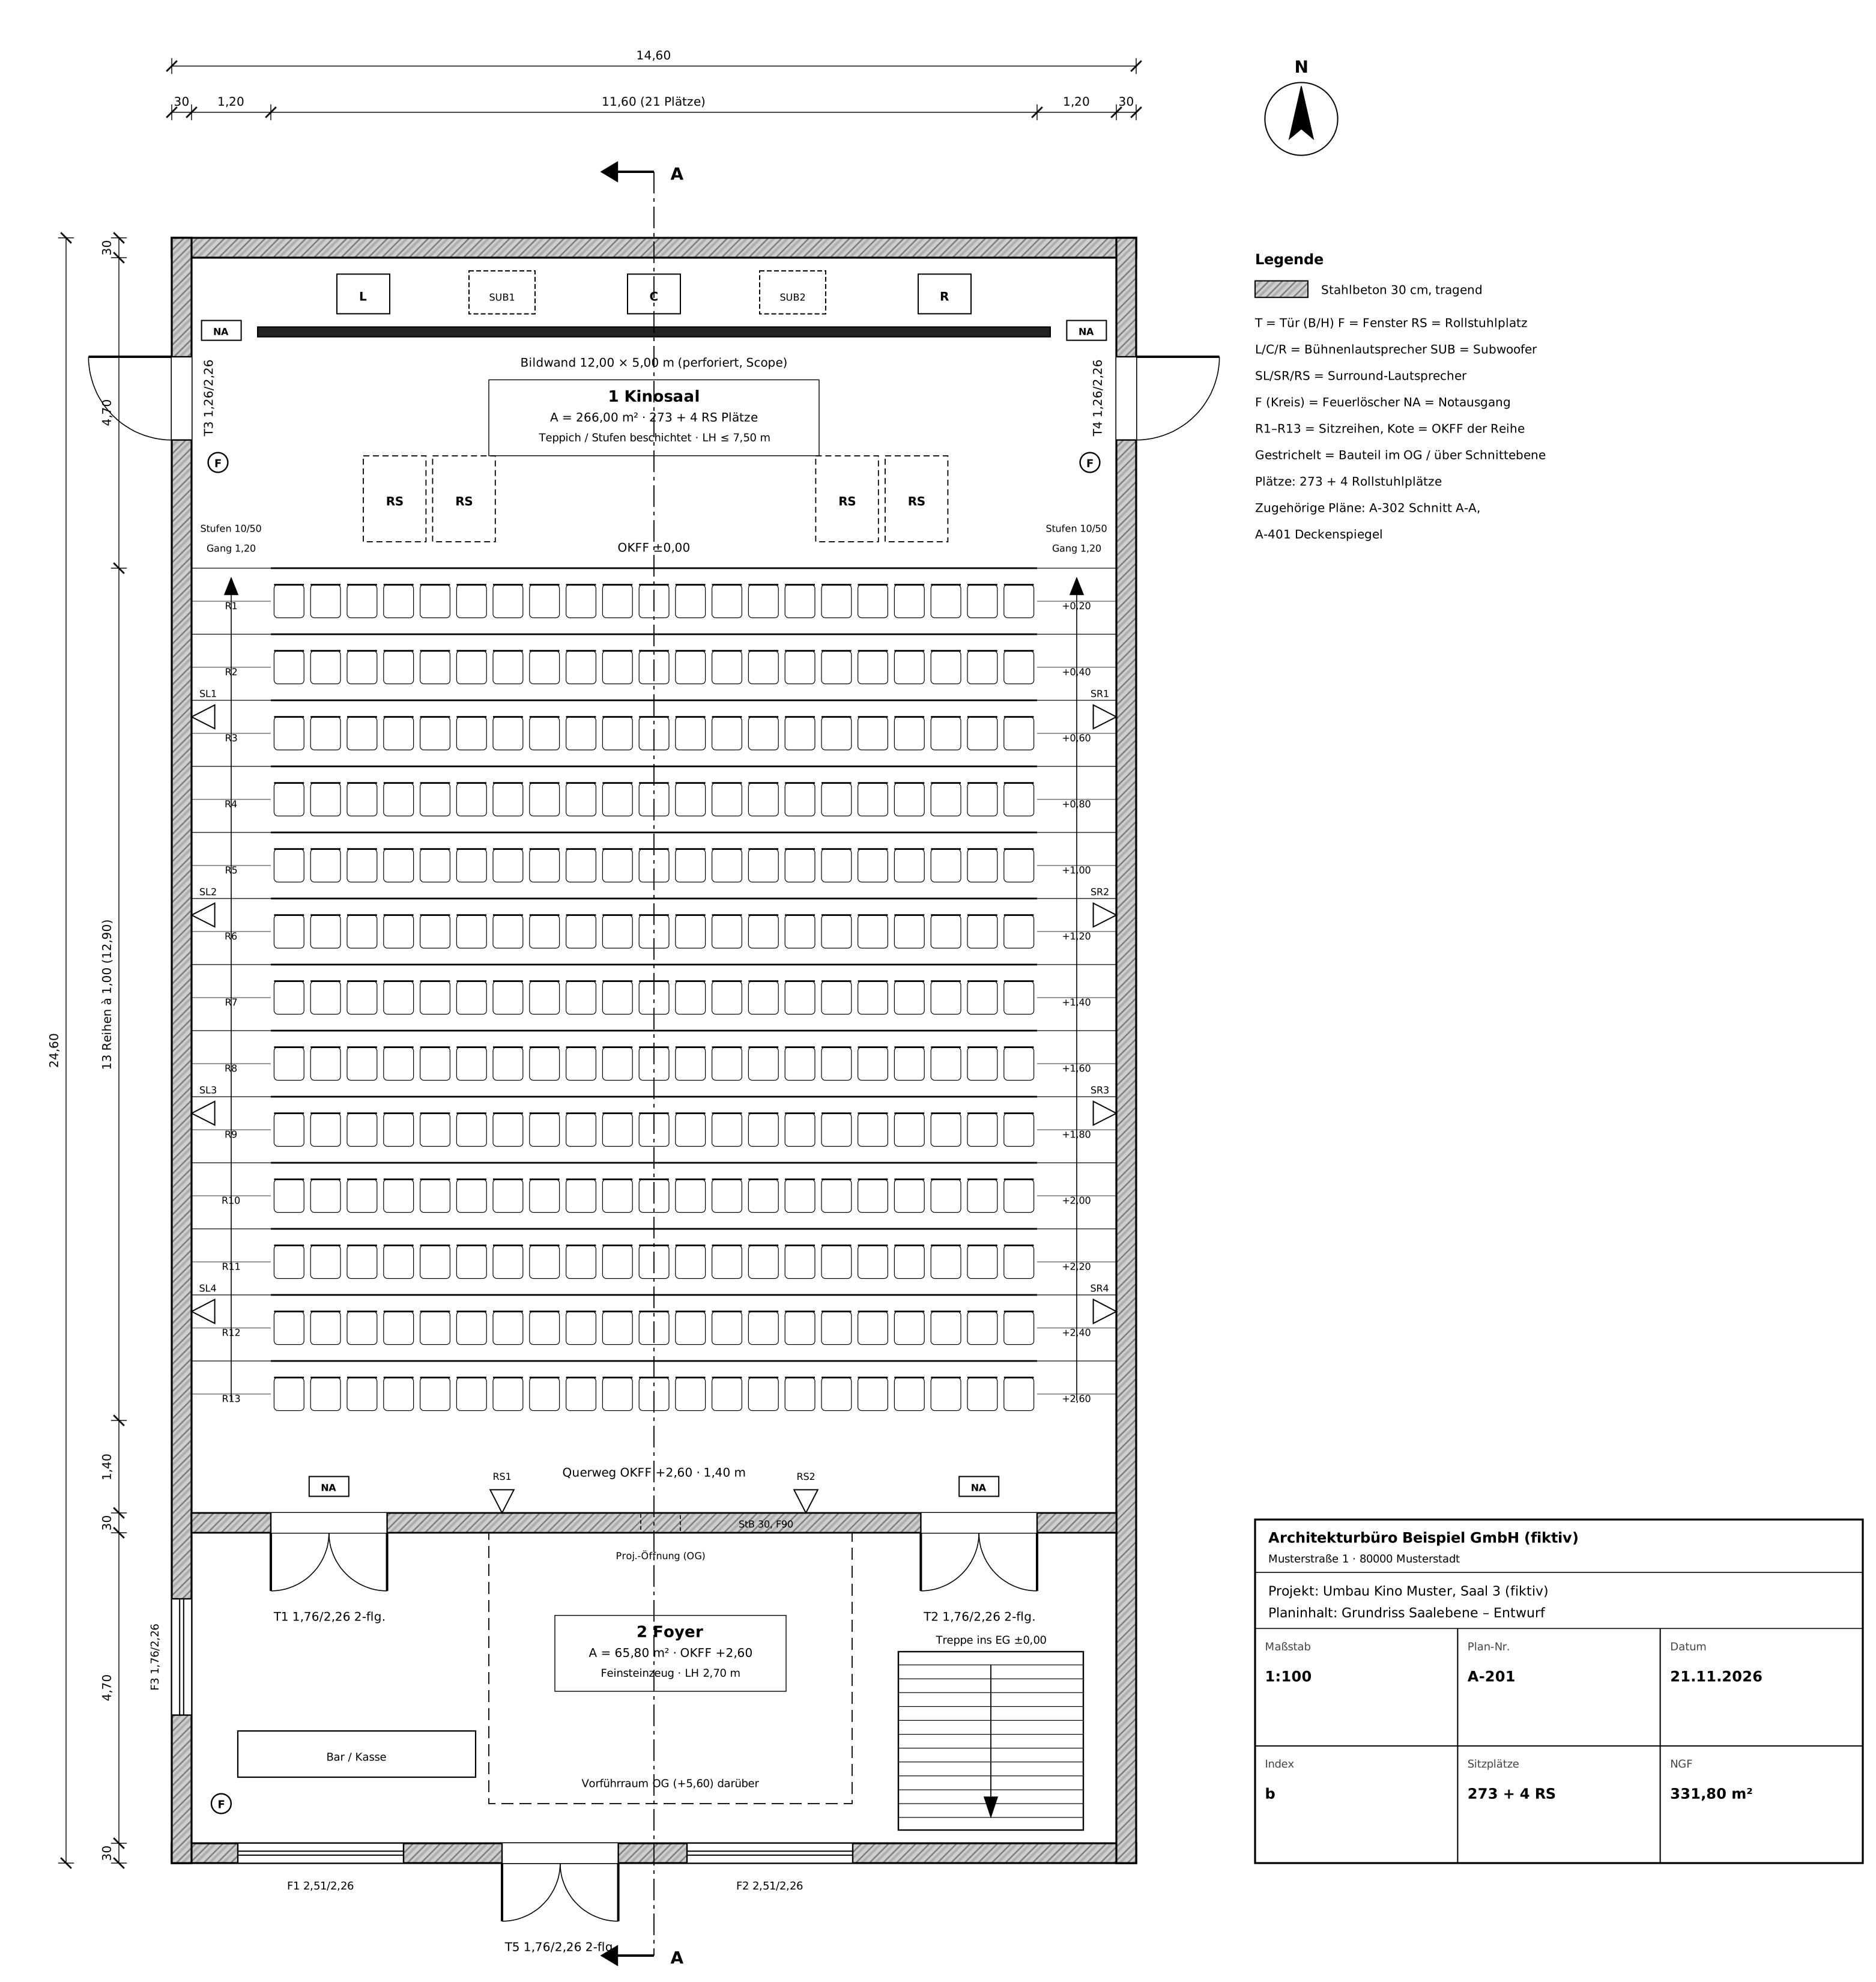 14,60
30
1,20
11,60 (21 Plätze)
1,20
30
N
A
30
L
SUB1
C
SUB2
R
NA
NA
Bildwand 12,00 × 5,00 m (perforiert, Scope)
T3 1,26/2,26
T4 1,26/2,26
4,70
1 Kinosaal
A = 266,00 m² · 273 + 4 RS Plätze
Teppich / Stufen beschichtet · LH ≤ 7,50 m
F
F
RS
RS
RS
RS
Stufen 10/50
Gang 1,20
Stufen 10/50
Gang 1,20
OKFF ±0,00
R1
+0,20
R2
+0,40
SL1
SR1
R3
+0,60
R4
+0,80
R5
+1,00
SL2
SR2
R6
+1,20
13 Reihen à 1,00 (12,90)
24,60
R7
+1,40
R8
+1,60
SL3
SR3
R9
+1,80
R10
+2,00
R11
+2,20
SL4
SR4
R12
+2,40
R13
+2,60
1,40
NA
RS1
Querweg OKFF +2,60 · 1,40 m
RS2
NA
30
StB 30, F90
Proj.-Öffnung (OG)
T1 1,76/2,26 2-flg.
T2 1,76/2,26 2-flg.
F3 1,76/2,26
4,70
2 Foyer
A = 65,80 m² · OKFF +2,60
Feinsteinzeug · LH 2,70 m
Treppe ins EG ±0,00
Bar / Kasse
Vorführraum OG (+5,60) darüber
F
30
F1 2,51/2,26
F2 2,51/2,26
T5 1,76/2,26 2-flg.
A
Legende
Stahlbeton 30 cm, tragend
T = Tür (B/H) F = Fenster RS = Rollstuhlplatz
L/C/R = Bühnenlautsprecher SUB = Subwoofer
SL/SR/RS = Surround-Lautsprecher
F (Kreis) = Feuerlöscher NA = Notausgang
R1–R13 = Sitzreihen, Kote = OKFF der Reihe
Gestrichelt = Bauteil im OG / über Schnittebene
Plätze: 273 + 4 Rollstuhlplätze
Zugehörige Pläne: A-302 Schnitt A-A,
A-401 Deckenspiegel
Architekturbüro Beispiel GmbH (fiktiv)
Musterstraße 1 · 80000 Musterstadt
Projekt: Umbau Kino Muster, Saal 3 (fiktiv)
Planinhalt: Grundriss Saalebene – Entwurf
Maßstab
1:100
Plan-Nr.
A-201
Datum
21.11.2026
Index
b
Sitzplätze
273 + 4 RS
NGF
331,80 m²